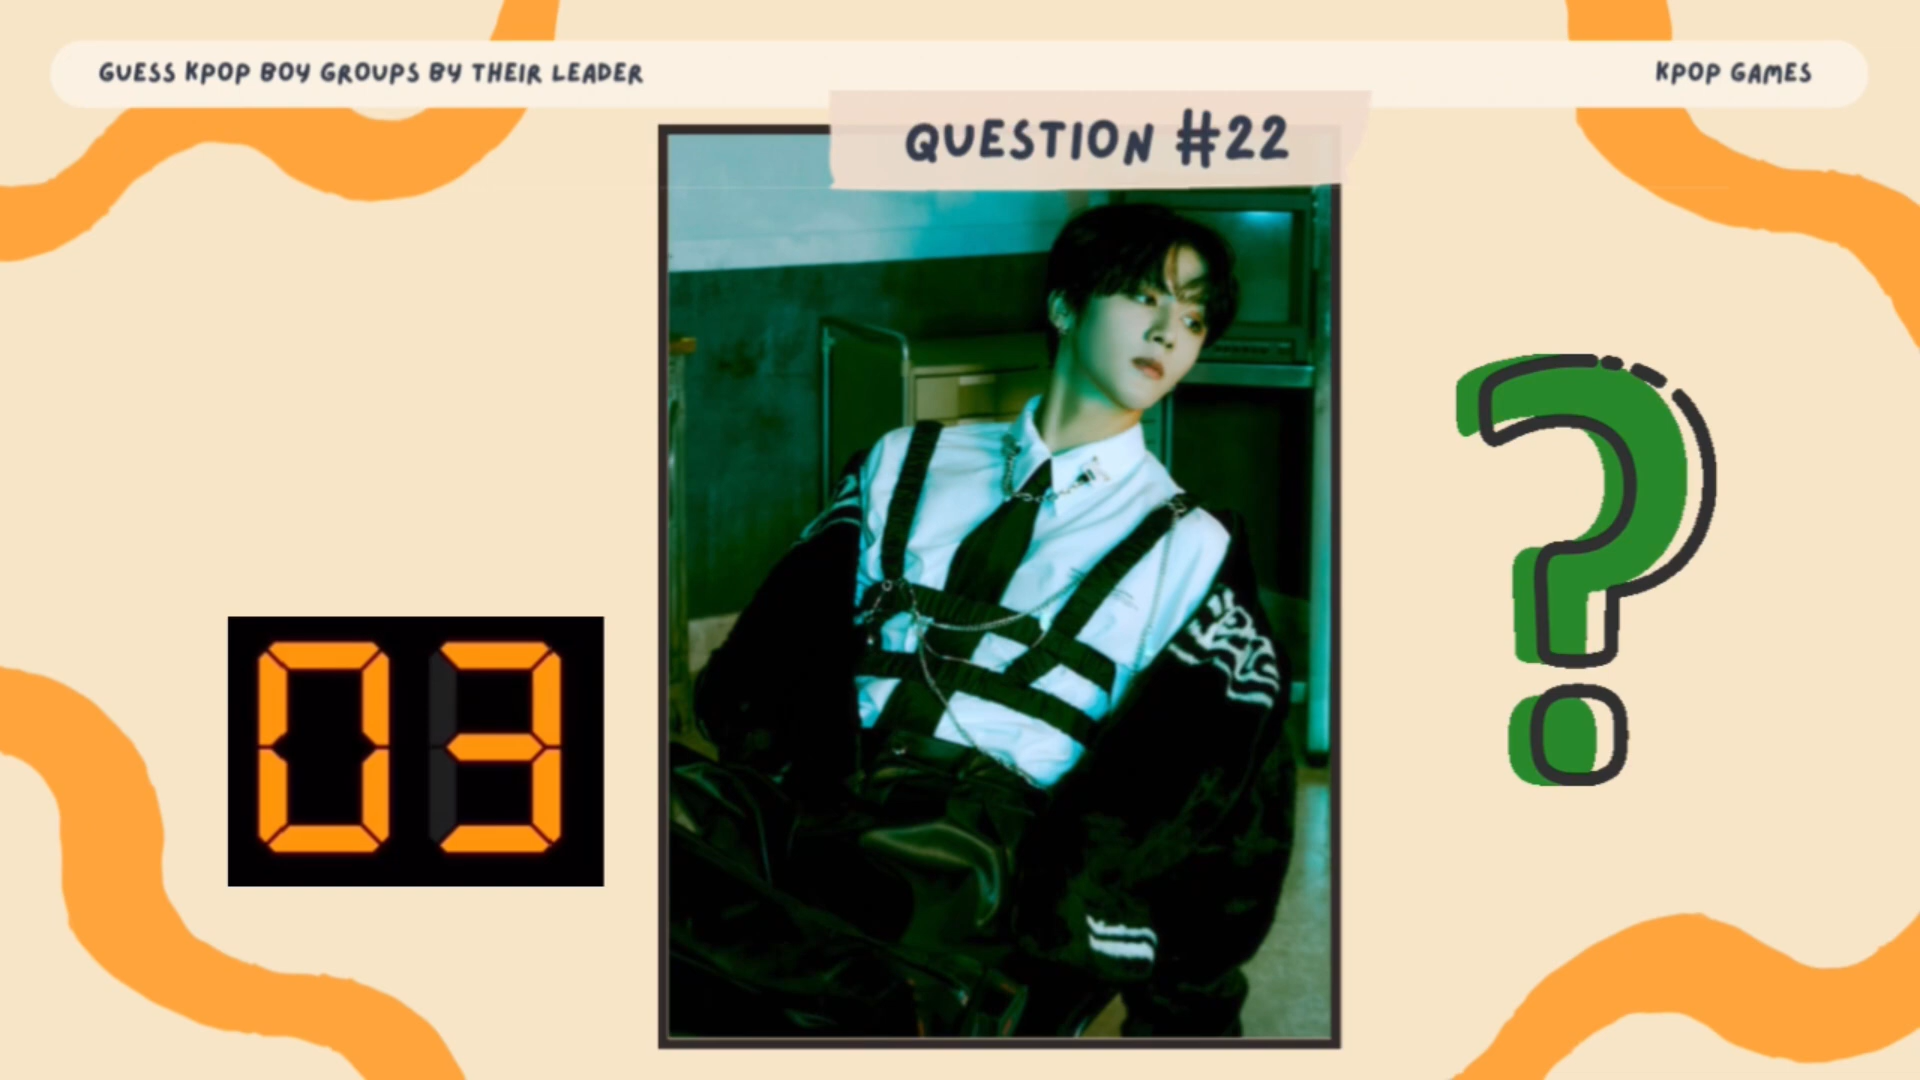 GUESS KPOP BOY GROUPS BY THEIR LEADER
KPOP GAMES
QUESTION #22
03
?